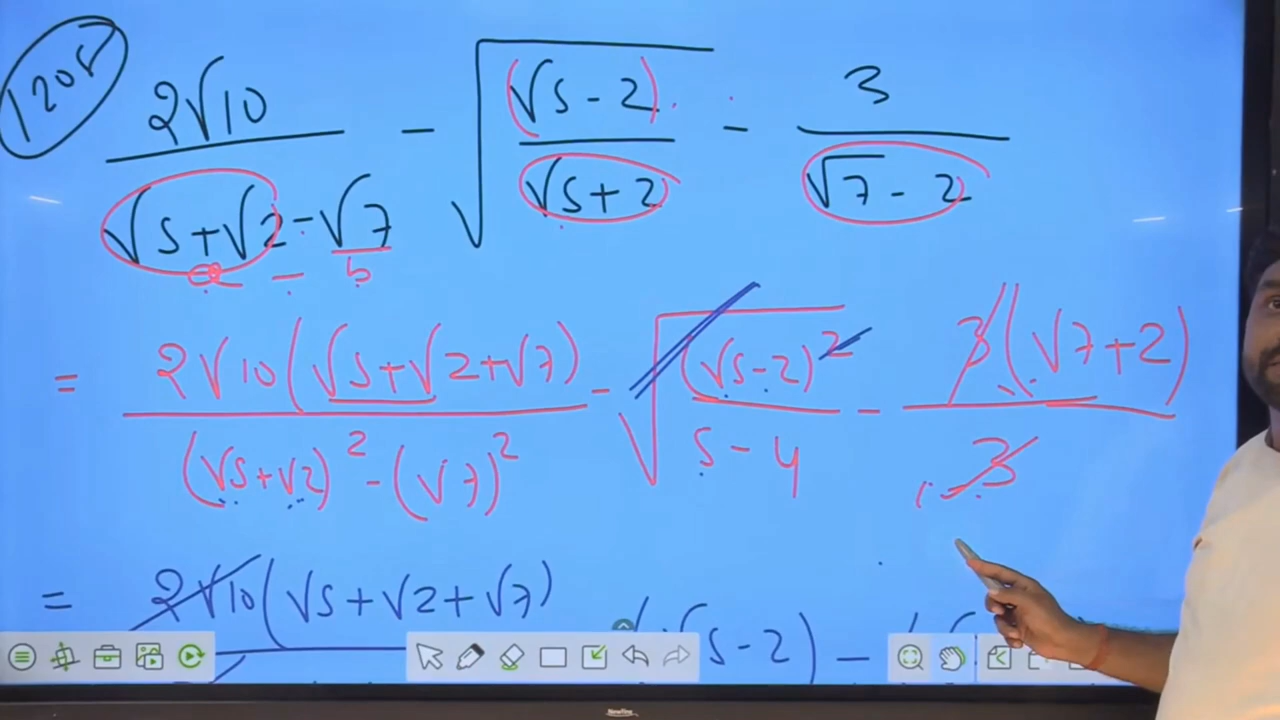 1205
2√10 / (√5+√2-√7) - √((√5-2) / (√5+2)) - 3 / (√7-2)
a - b
= 2√10(√5+√2+√7) / ((√5+√2)² - (√7)²) - √((√5-2)² / (5-4)) - 3(√7+2) / 3
= 2√10(√5+√2+√7) (√5-2) -